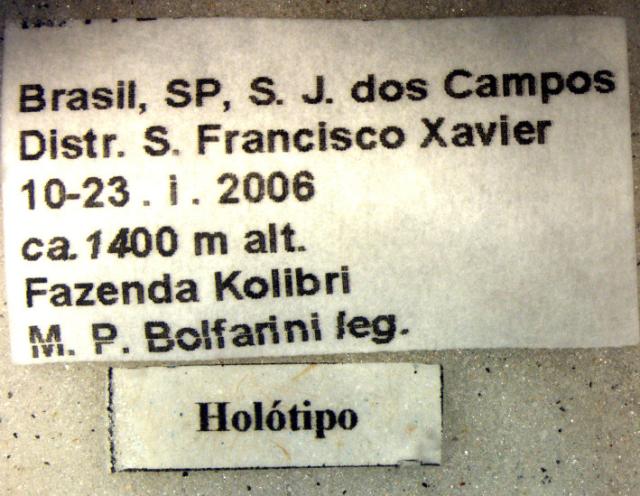 Brasil, SP, S. J. dos Campos
Distr. S. Francisco Xavier
10-23 . i . 2006
ca.1400 m alt.
Fazenda Kolibri
M. P. Bolfarini leg.
Holótipo